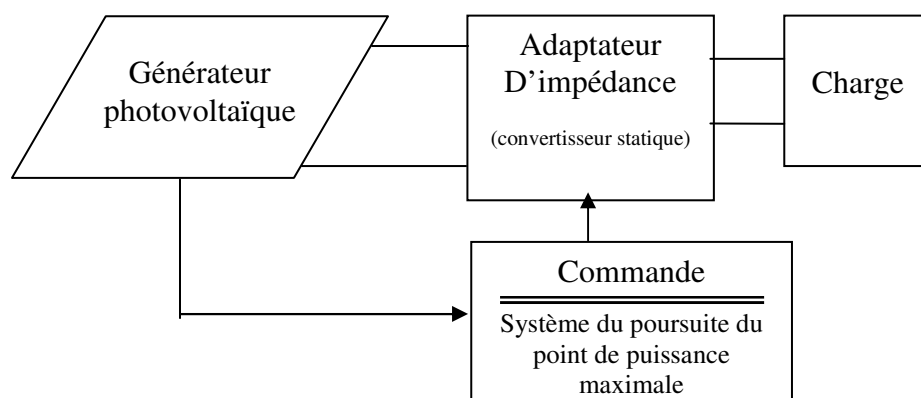 Générateur
photovoltaïque
Adaptateur
D'impédance
(convertisseur statique)
Charge
Commande
Système du poursuite du
point de puissance
maximale